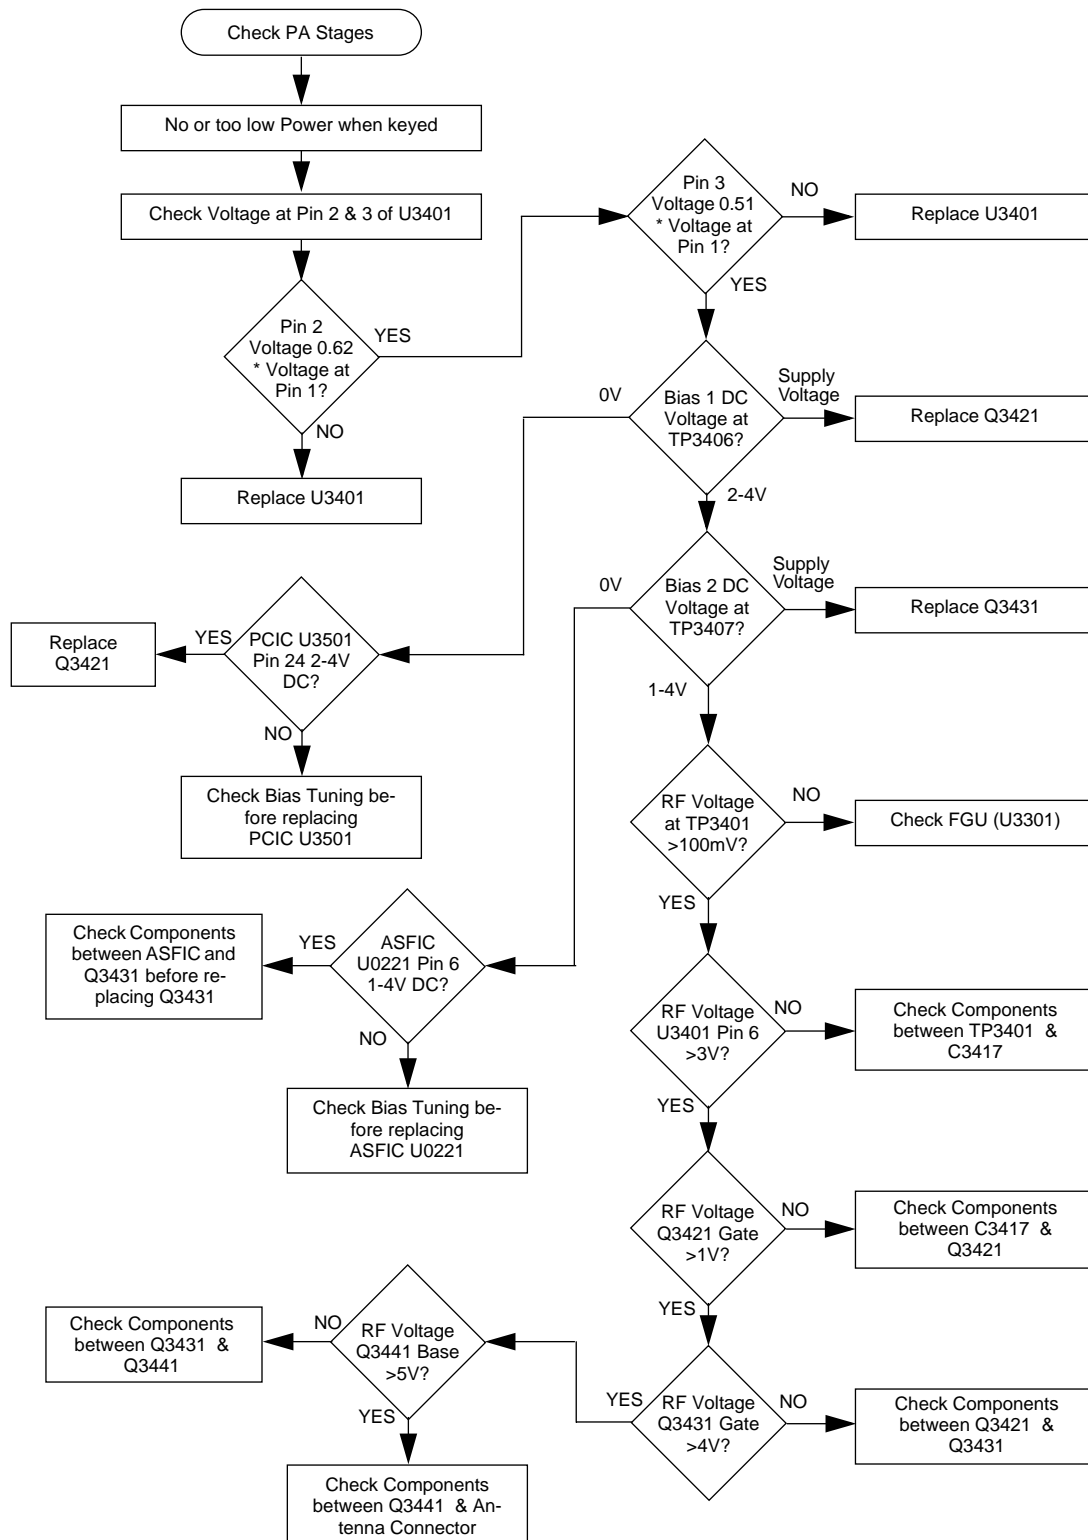 Check PA Stages
No or too low Power when keyed
Check Voltage at Pin 2 & 3 of U3401
Pin 2
Voltage 0.62
* Voltage at
Pin 1?
YES
NO
Replace U3401
Pin 3
Voltage 0.51
* Voltage at
Pin 1?
NO
Replace U3401
YES
Bias 1 DC
Voltage at
TP3406?
0V
Supply
Voltage
Replace Q3421
2-4V
Bias 2 DC
Voltage at
TP3407?
0V
Supply
Voltage
Replace Q3431
1-4V
PCIC U3501
Pin 24 2-4V
DC?
YES
Replace
Q3421
NO
Check Bias Tuning be-
fore replacing
PCIC U3501
RF Voltage
at TP3401
>100mV?
NO
Check FGU (U3301)
YES
ASFIC
U0221 Pin 6
1-4V DC?
YES
Check Components
between ASFIC and
Q3431 before re-
placing Q3431
NO
Check Bias Tuning be-
fore replacing
ASFIC U0221
RF Voltage
U3401 Pin 6
>3V?
NO
Check Components
between TP3401 &
C3417
YES
RF Voltage
Q3421 Gate
>1V?
NO
Check Components
between C3417 &
Q3421
YES
RF Voltage
Q3431 Gate
>4V?
NO
Check Components
between Q3421 &
Q3431
YES
RF Voltage
Q3441 Base
>5V?
NO
Check Components
between Q3431 &
Q3441
YES
Check Components
between Q3441 & An-
tenna Connector